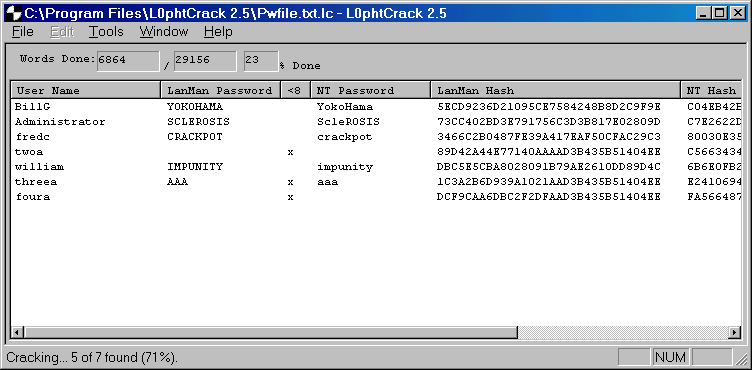 C:\Program Files\L0phtCrack 2.5\Pwfile.txt.lc - L0phtCrack 2.5
File Edit Tools Window Help
Words Done: 6864 / 29156 23 % Done
User Name LanMan Password <8 NT Password LanMan Hash NT Hash
BillG YOKOHAMA YokoHama 5ECD9236D21095CE7584248B8D2C9F9E C04EB42B
Administrator SCLEROSIS ScleROSIS 73CC402BD3E791756C3D3B817E02809D C7E2622D
fredc CRACKPOT crackpot 3466C2B0487FE39A417EAF50CFAC29C3 80030E35
twoa x 89D42A44E77140AAAAD3B435B51404EE C5663434
william IMPUNITY impunity DBC5E5CBA8028091B79AE2610DD89D4C 6B6E0FB2
threea AAA x aaa 1C3A2B6D939A1021AAD3B435B51404EE E2410694
foura x DCF9CAA6DBC2F2DFAAD3B435B51404EE FA566487
Cracking... 5 of 7 found (71%). NUM